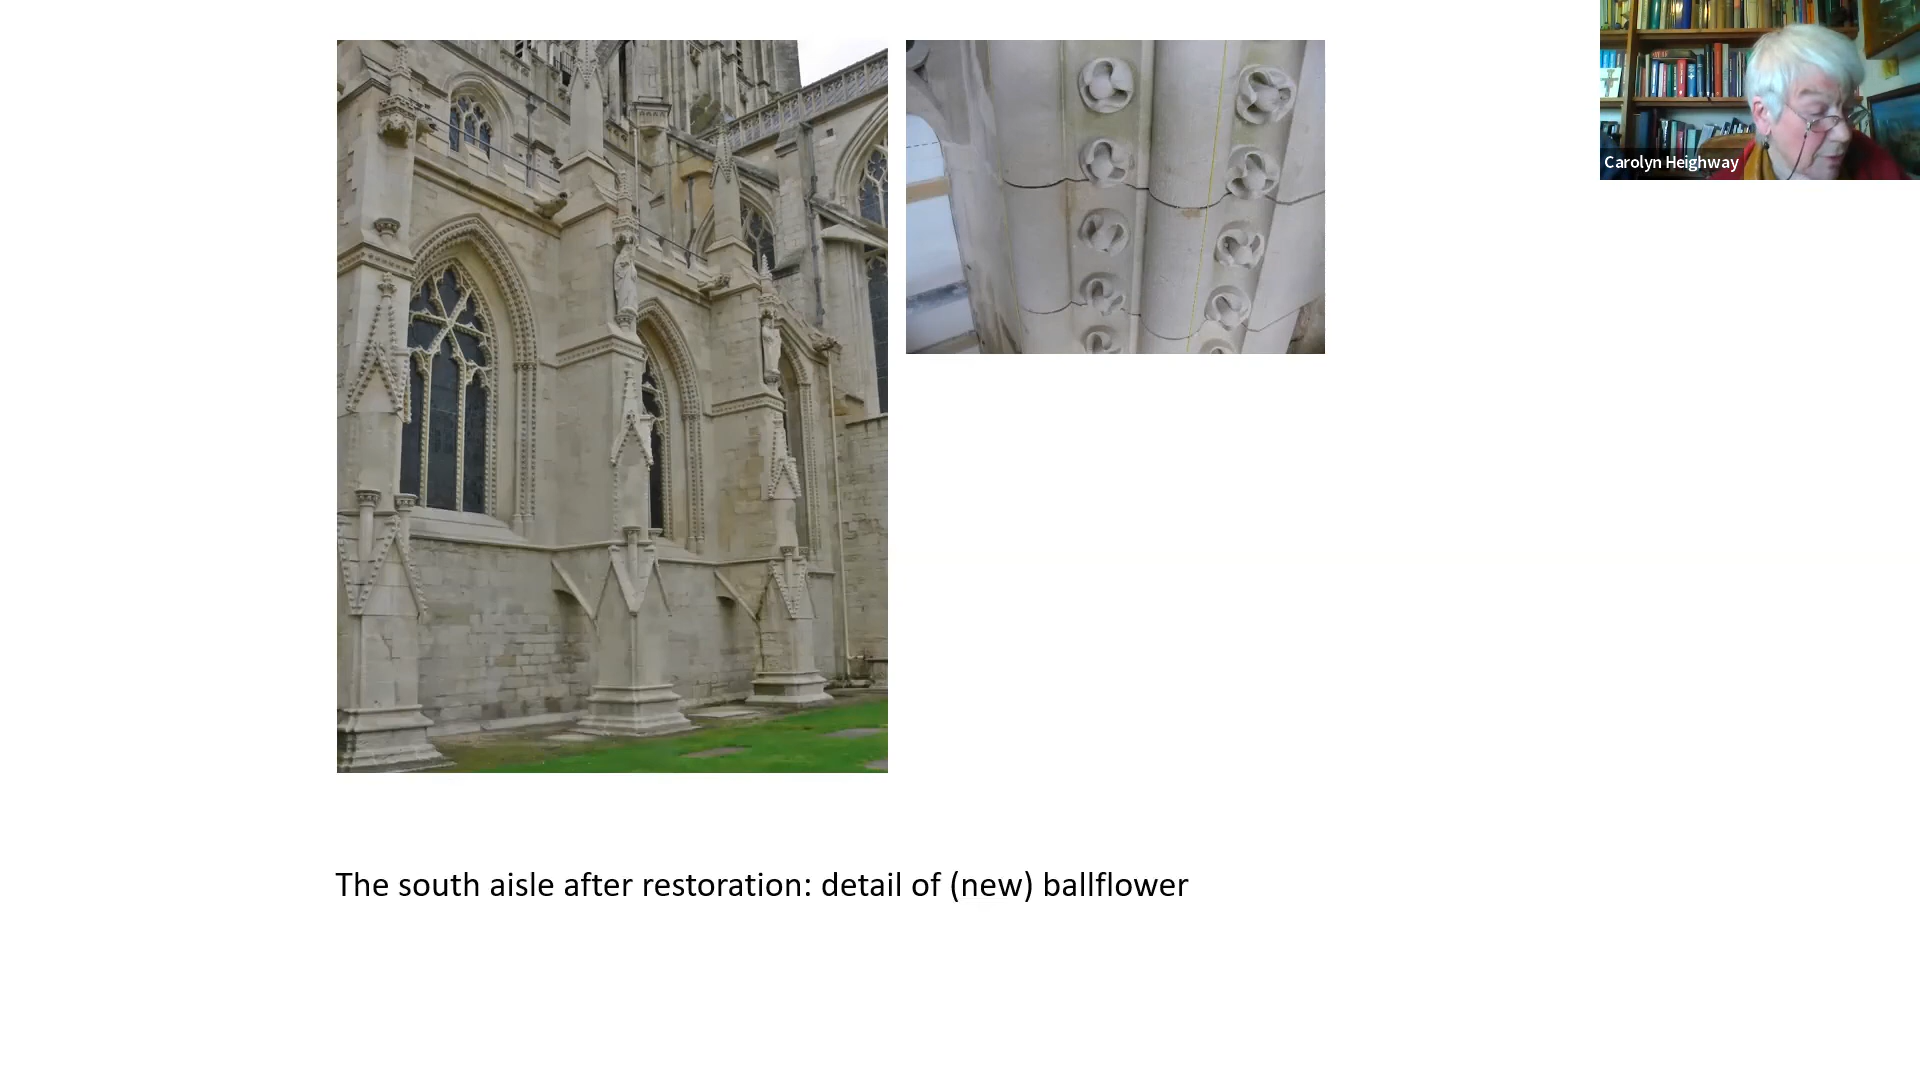 Carolyn Heighway
The south aisle after restoration: detail of (new) ballflower